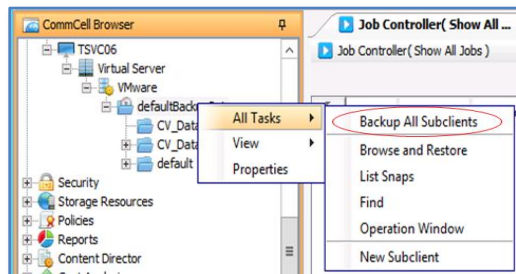 CommCell Browser
TSVC06
Virtual Server
VMware
defaultBack
CV_Data
CV_Data
default
Security
Storage Resources
Policies
Reports
Content Director
All Tasks
View
Properties
Job Controller( Show All ...
Job Controller ( Show All Jobs )
Backup All Subclients
Browse and Restore
List Snaps
Find
Operation Window
New Subclient